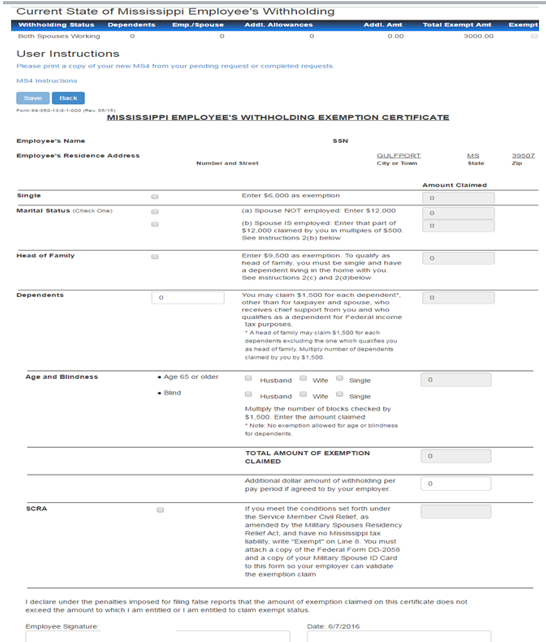 Current State of Mississippi Employee's Withholding
Withholding Status Dependents Emp./Spouse Addl. Allowances Addl. Amt Total Exempt Amt Exempt
Both Spouses Working 0 0 0 0.00 3000.00
User Instructions
Please print a copy of your new MS4 from your pending request or completed requests.
MS4 Instructions
Save Back
Form 89-350-13-8-1-000 (Rev. 05/15)
MISSISSIPPI EMPLOYEE'S WITHHOLDING EXEMPTION CERTIFICATE
Employee's Name SSN
Employee's Residence Address GULFPORT MS 39507
Number and Street City or Town State Zip
Amount Claimed
Single Enter $6,000 as exemption 0
Marital Status (Check One) (a) Spouse NOT employed: Enter $12,000 0
(b) Spouse IS employed: Enter that part of 0
$12,000 claimed by you in multiples of $500.
See instructions 2(b) below
Head of Family Enter $9,500 as exemption. To qualify as 0
head of family, you must be single and have
a dependent living in the home with you.
See instructions 2(c) and 2(d)below
Dependents 0 You may claim $1,500 for each dependent*, 0
other than for taxpayer and spouse, who
receives chief support from you and who
qualifies as a dependent for Federal income
tax purposes.
* A head of family may claim $1,500 for each
dependents excluding the one which qualifies you
as head of family. Multiply number of dependents
claimed by you by $1,500.
Age and Blindness • Age 65 or older Husband Wife Single 0
• Blind Husband Wife Single
Multiply the number of blocks checked by
$1,500. Enter the amount claimed
* Note: No exemption allowed for age or blindness
for dependents.
TOTAL AMOUNT OF EXEMPTION 0
CLAIMED
Additional dollar amount of withholding per 0
pay period if agreed to by your employer.
SCRA If you meet the conditions set forth under
the Service Member Civil Relief, as
amended by the Military Spouses Residency
Relief Act, and have no Mississippi tax
liability, write "Exempt" on Line 8. You must
attach a copy of the Federal Form DD-2058
and a copy of your Military Spouse ID Card
to this form so your employer can validate
the exemption claim
I declare under the penalties imposed for filing false reports that the amount of exemption claimed on this certificate does not
exceed the amount to which I am entitled or I am entitled to claim exempt status.
Employee Signature: Date: 6/7/2016